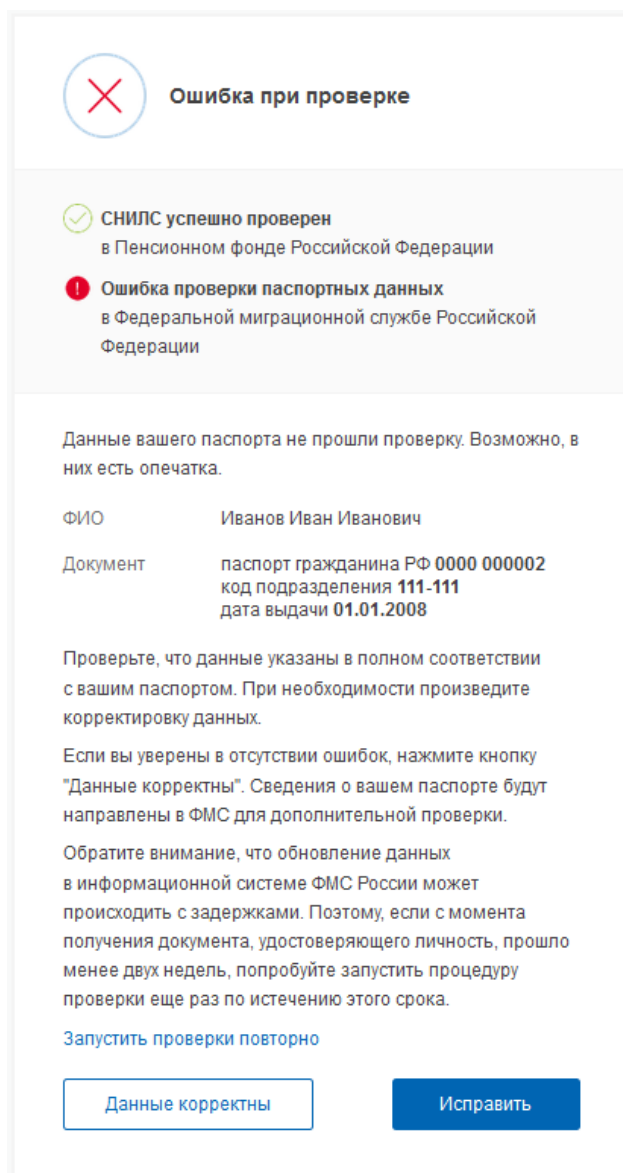 Ошибка при проверке
СНИЛС успешно проверен
в Пенсионном фонде Российской Федерации
Ошибка проверки паспортных данных
в Федеральной миграционной службе Российской
Федерации
Данные вашего паспорта не прошли проверку. Возможно, в
них есть опечатка.
ФИО Иванов Иван Иванович
Документ паспорт гражданина РФ 0000 000002
код подразделения 111-111
дата выдачи 01.01.2008
Проверьте, что данные указаны в полном соответствии
с вашим паспортом. При необходимости произведите
корректировку данных.
Если вы уверены в отсутствии ошибок, нажмите кнопку
"Данные корректны". Сведения о вашем паспорте будут
направлены в ФМС для дополнительной проверки.
Обратите внимание, что обновление данных
в информационной системе ФМС России может
происходить с задержками. Поэтому, если с момента
получения документа, удостоверяющего личность, прошло
менее двух недель, попробуйте запустить процедуру
проверки еще раз по истечению этого срока.
Запустить проверки повторно
Данные корректны Исправить